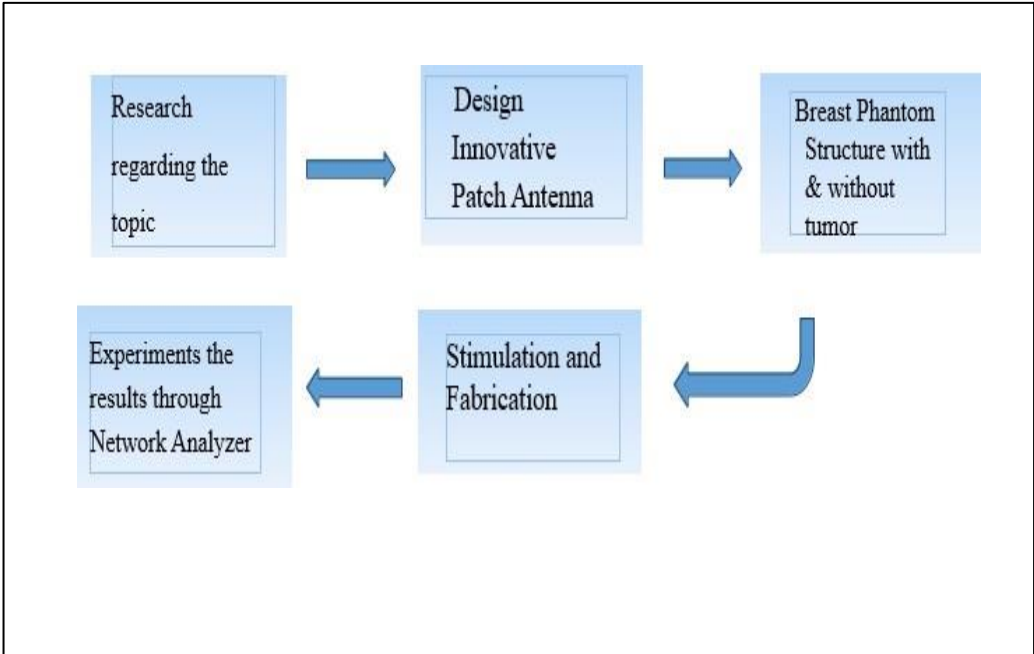 Research
regarding the
topic
Design
Innovative
Patch Antenna
Breast Phantom
Structure with
& without
tumor
Stimulation and
Fabrication
Experiments the
results through
Network Analyzer